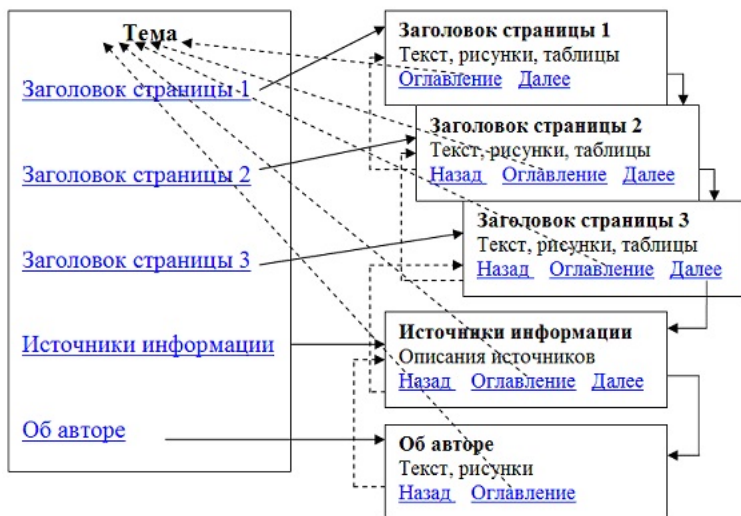 Тема
Заголовок страницы 1
Заголовок страницы 2
Заголовок страницы 3
Источники информации
Об авторе
Заголовок страницы 1
Текст, рисунки, таблицы
Оглавление Далее
Заголовок страницы 2
Текст, рисунки, таблицы
Назад Оглавление Далее
Заголовок страницы 3
Текст, рисунки, таблицы
Назад Оглавление Далее
Источники информации
Описания источников
Назад Оглавление Далее
Об авторе
Текст, рисунки
Назад Оглавление